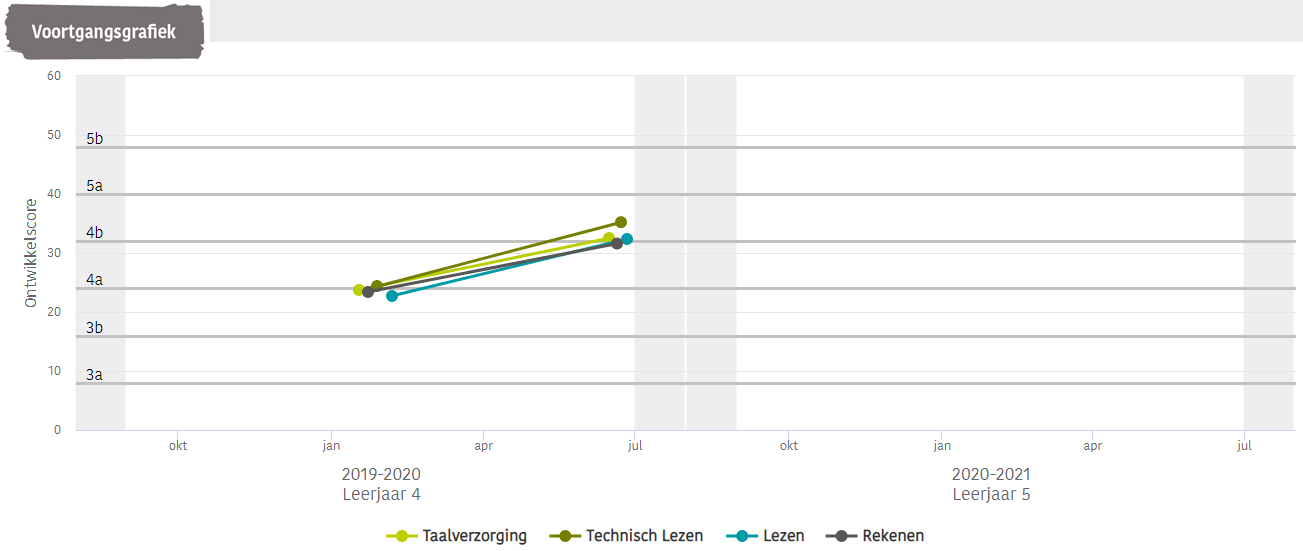 Voortgangsgrafiek
60
50
40
30
20
10
0
Ontwikkelscore
5b
5a
4b
4a
3b
3a
okt jan apr jul okt jan apr jul
2019-2020 2020-2021
Leerjaar 4 Leerjaar 5
Taalverzorging Technisch Lezen Lezen Rekenen